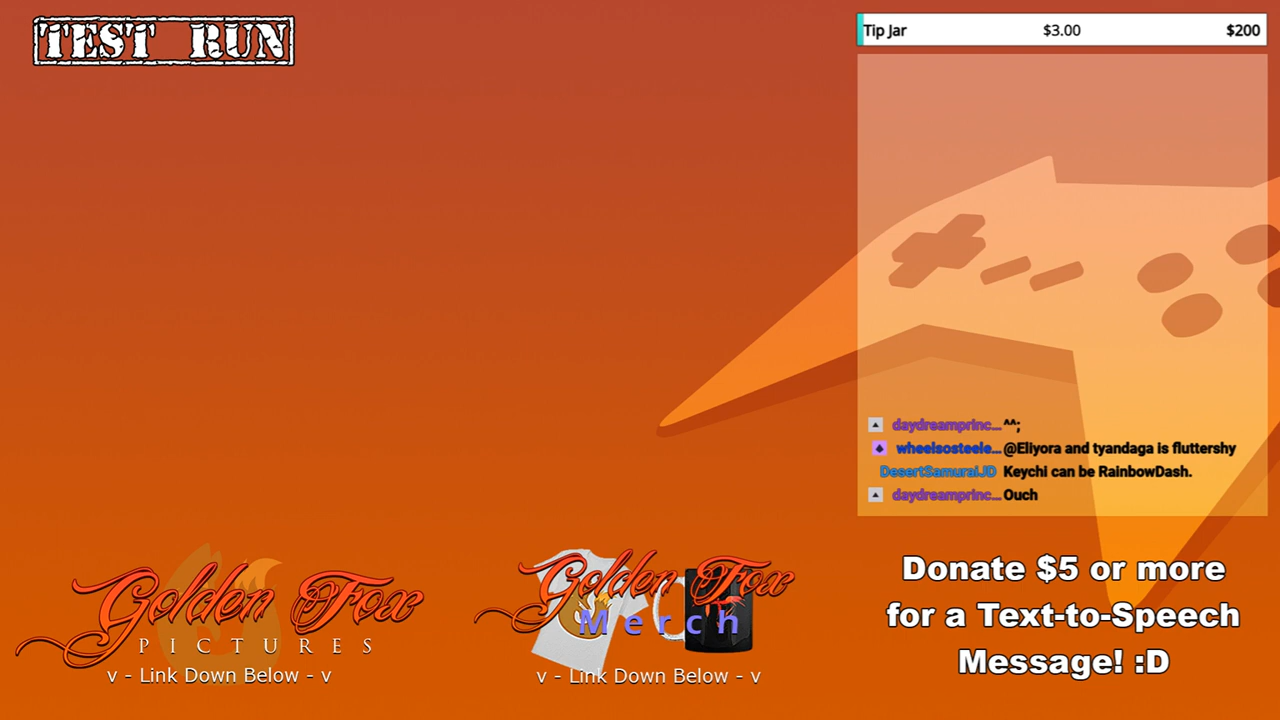 TEST RUN
Tip Jar $3.00 $200
daydreamprinc... ^^;
wheelsosteele... @Eliyora and tyandaga is fluttershy
DesertSamuraiJD Keychi can be RainbowDash.
daydreamprinc... Ouch
Golden Fox
PICTURES
v - Link Down Below - v
Golden Fox
Merch
v - Link Down Below - v
Donate $5 or more
for a Text-to-Speech
Message! :D